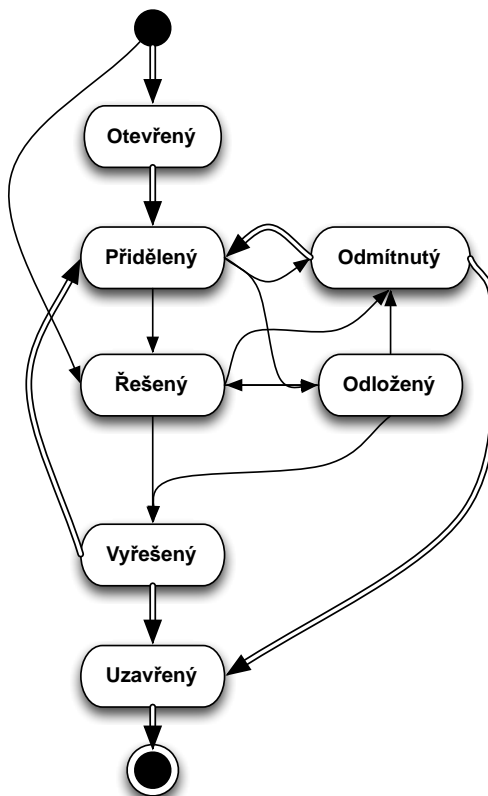 Otevřený
Přidělený
Odmítnutý
Řešený
Odložený
Vyřešený
Uzavřený